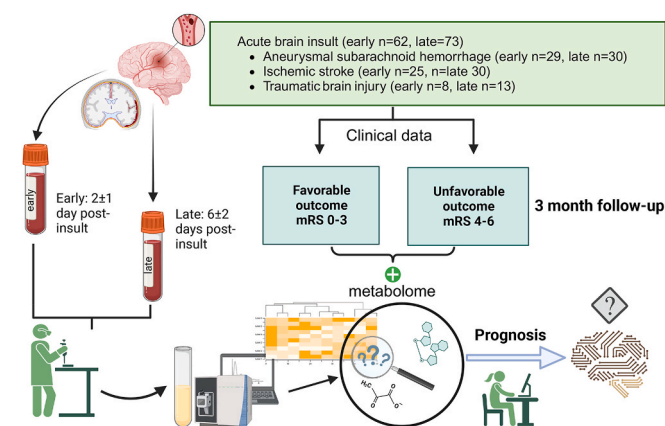 Acute brain insult (early n=62, late=73)
• Aneurysmal subarachnoid hemorrhage (early n=29, late n=30)
• Ischemic stroke (early n=25, n=late 30)
• Traumatic brain injury (early n=8, late n=13)
Clinical data
early
Early: 2±1
day post-
insult
late
Late: 6±2
days post-
insult
Favorable
outcome
mRS 0-3
Unfavorable
outcome
mRS 4-6
3 month follow-up
+
metabolome
???
H₃C
O
O
O⁻
Prognosis
?